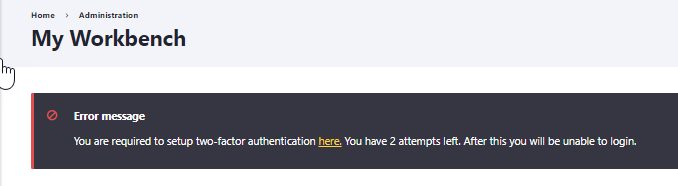 Home › Administration
My Workbench
Error message
You are required to setup two-factor authentication here. You have 2 attempts left. After this you will be unable to login.